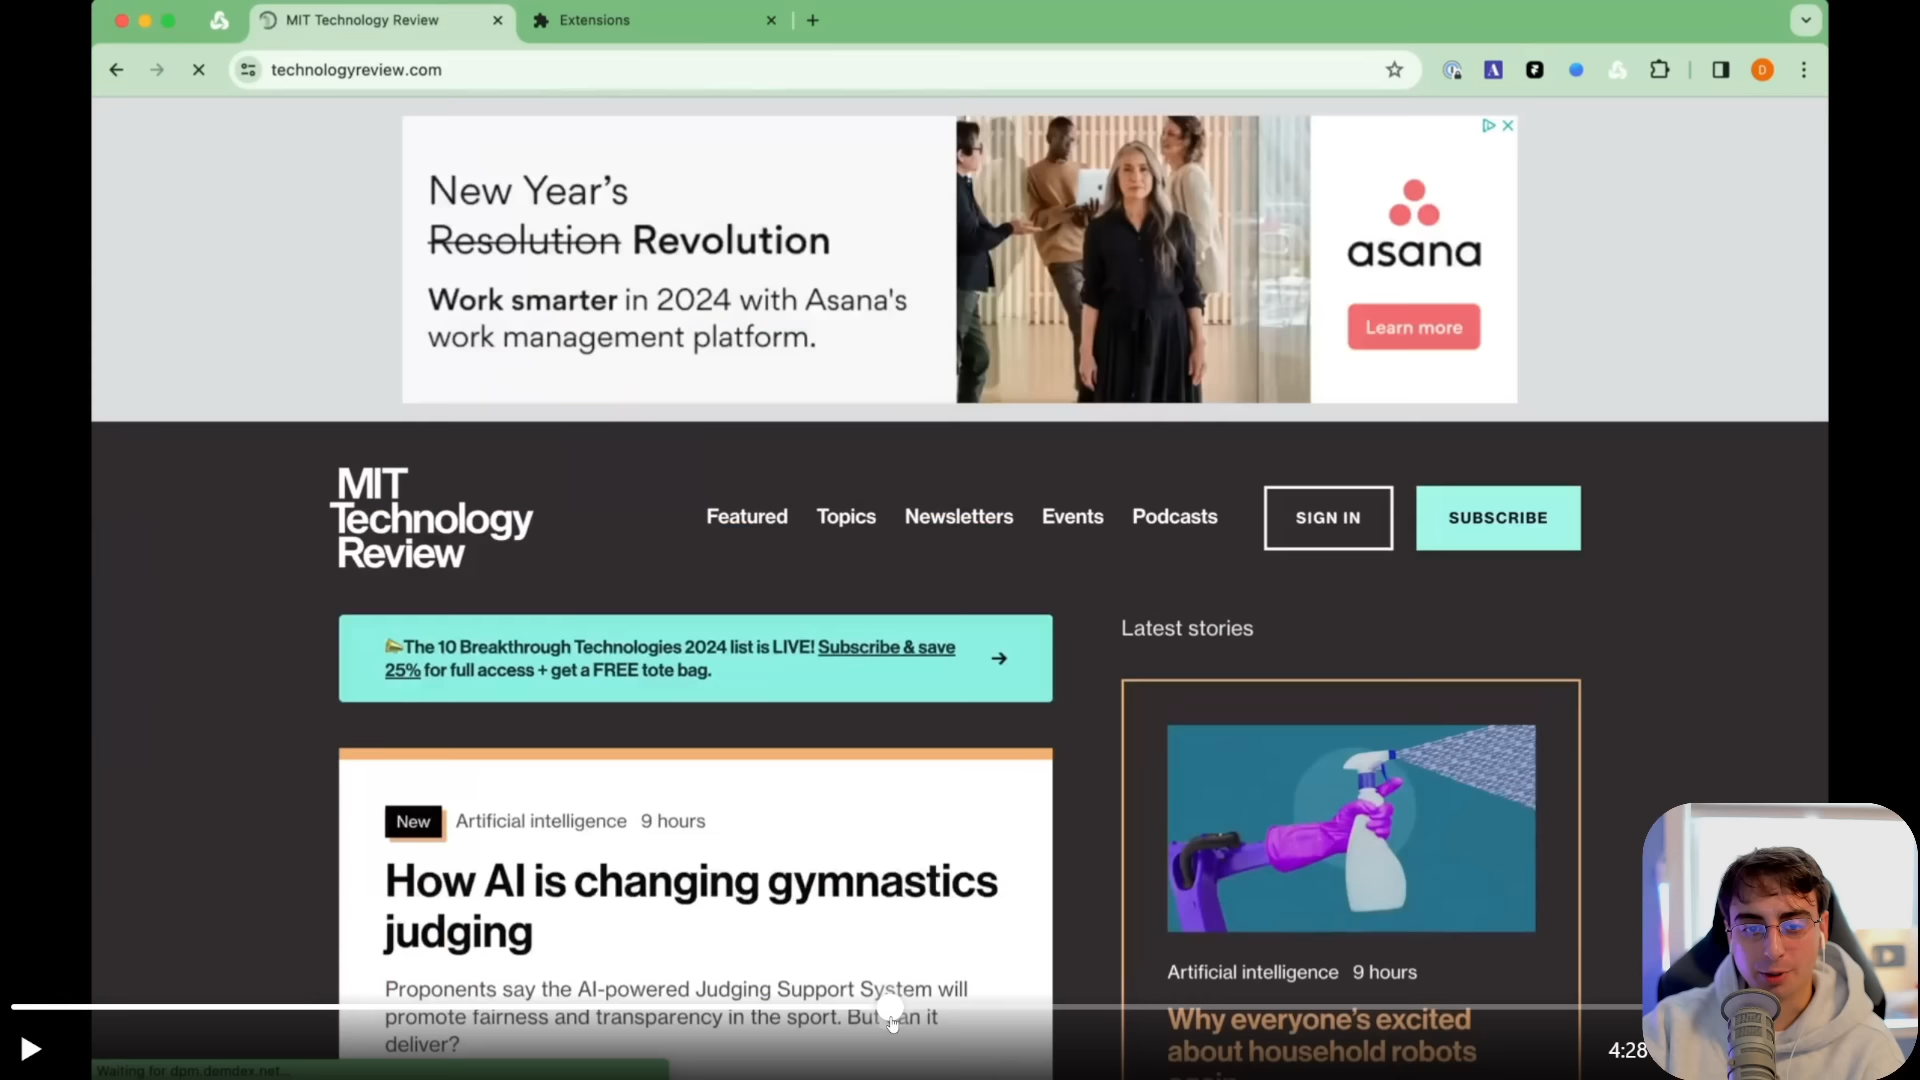 MIT Technology Review
Extensions
technologyreview.com
D
New Year's
Resolution Revolution
Work smarter in 2024 with Asana's
work management platform.
asana
Learn more
MIT
Technology
Review
Featured
Topics
Newsletters
Events
Podcasts
SIGN IN
SUBSCRIBE
The 10 Breakthrough Technologies 2024 list is LIVE! Subscribe & save
25% for full access + get a FREE tote bag.
Latest stories
New
Artificial intelligence 9 hours
How AI is changing gymnastics
judging
Proponents say the AI-powered Judging Support System will
promote fairness and transparency in the sport. But can it
deliver?
Artificial intelligence 9 hours
Why everyone's excited
about household robots
4:28
Waiting for dpm.demdex.net...